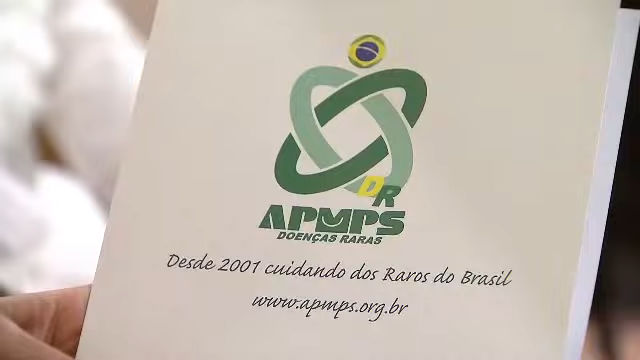 DR
APMPS
DOENÇAS RARAS
Desde 2001 cuidando dos Raros do Brasil
www.apmps.org.br